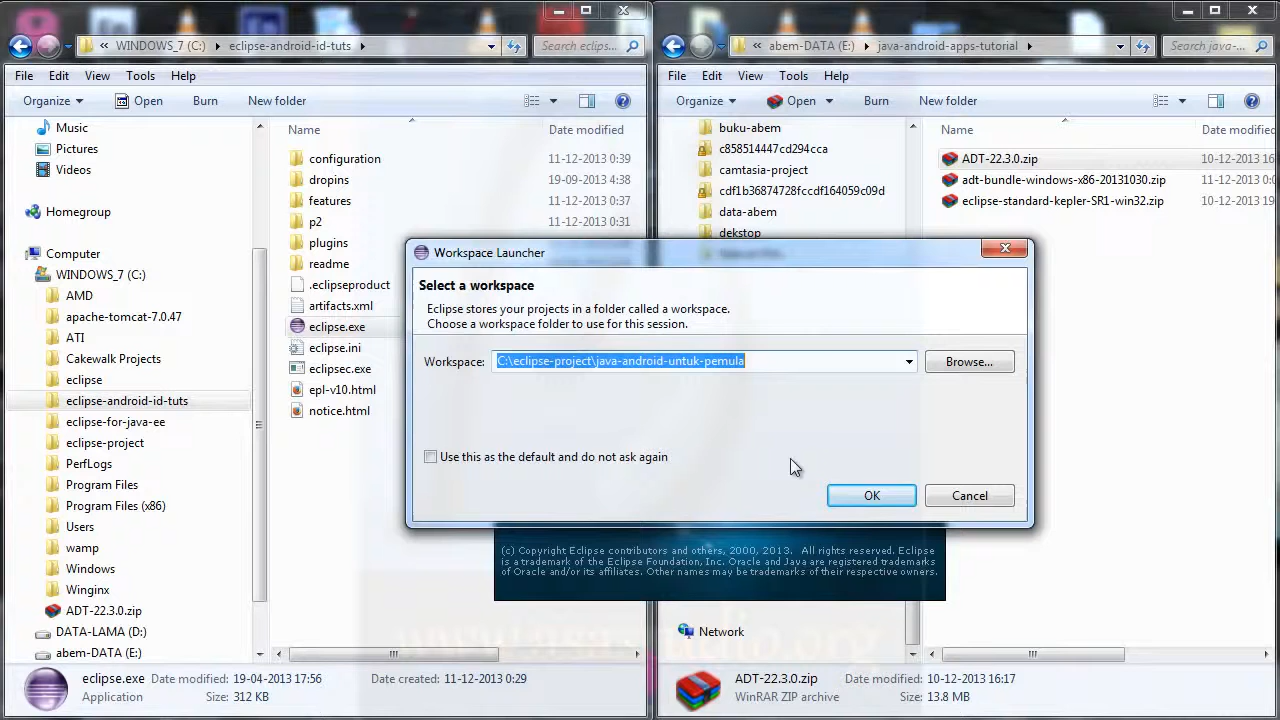 « WINDOWS_7 (C:) ▸ eclipse-android-id-tuts ▸
Search eclips...
File Edit View Tools Help
Organize Open Burn New folder
Music
Pictures
Videos
Homegroup
Computer
WINDOWS_7 (C:)
AMD
apache-tomcat-7.0.47
ATI
Cakewalk Projects
eclipse
eclipse-android-id-tuts
eclipse-for-java-ee
eclipse-project
PerfLogs
Program Files
Program Files (x86)
Users
wamp
Windows
Winginx
ADT-22.3.0.zip
DATA-LAMA (D:)
abem-DATA (E:)
Name Date modified
configuration 11-12-2013 0:39
dropins 19-09-2013 4:38
features 11-12-2013 0:37
p2 11-12-2013 0:31
plugins
readme
.eclipseproduct
artifacts.xml
eclipse.exe
eclipse.ini
eclipsec.exe
epl-v10.html
notice.html
eclipse.exe Date modified: 19-04-2013 17:56 Date created: 11-12-2013 0:29
Application Size: 312 KB
« abem-DATA (E:) ▸ java-android-apps-tutorial ▸
Search java-...
File Edit View Tools Help
Organize Open Burn New folder
buku-abem
c858514447cd294cca
camtasia-project
cdf1b36874728fccdf164059c09d
data-abem
dekstop
Network
Name Date modified
ADT-22.3.0.zip 10-12-2013 16
adt-bundle-windows-x86-20131030.zip 11-12-2013 0:
eclipse-standard-kepler-SR1-win32.zip 10-12-2013 19
ADT-22.3.0.zip Date modified: 10-12-2013 16:17
WinRAR ZIP archive Size: 13.8 MB
Workspace Launcher
Select a workspace
Eclipse stores your projects in a folder called a workspace.
Choose a workspace folder to use for this session.
Workspace: C:\eclipse-project\java-android-untuk-pemula Browse...
Use this as the default and do not ask again
OK Cancel
(c) Copyright Eclipse contributors and others, 2000, 2013. All rights reserved. Eclipse
is a trademark of the Eclipse Foundation, Inc. Oracle and Java are registered trademarks
of Oracle and/or its affiliates. Other names may be trademarks of their respective owners.